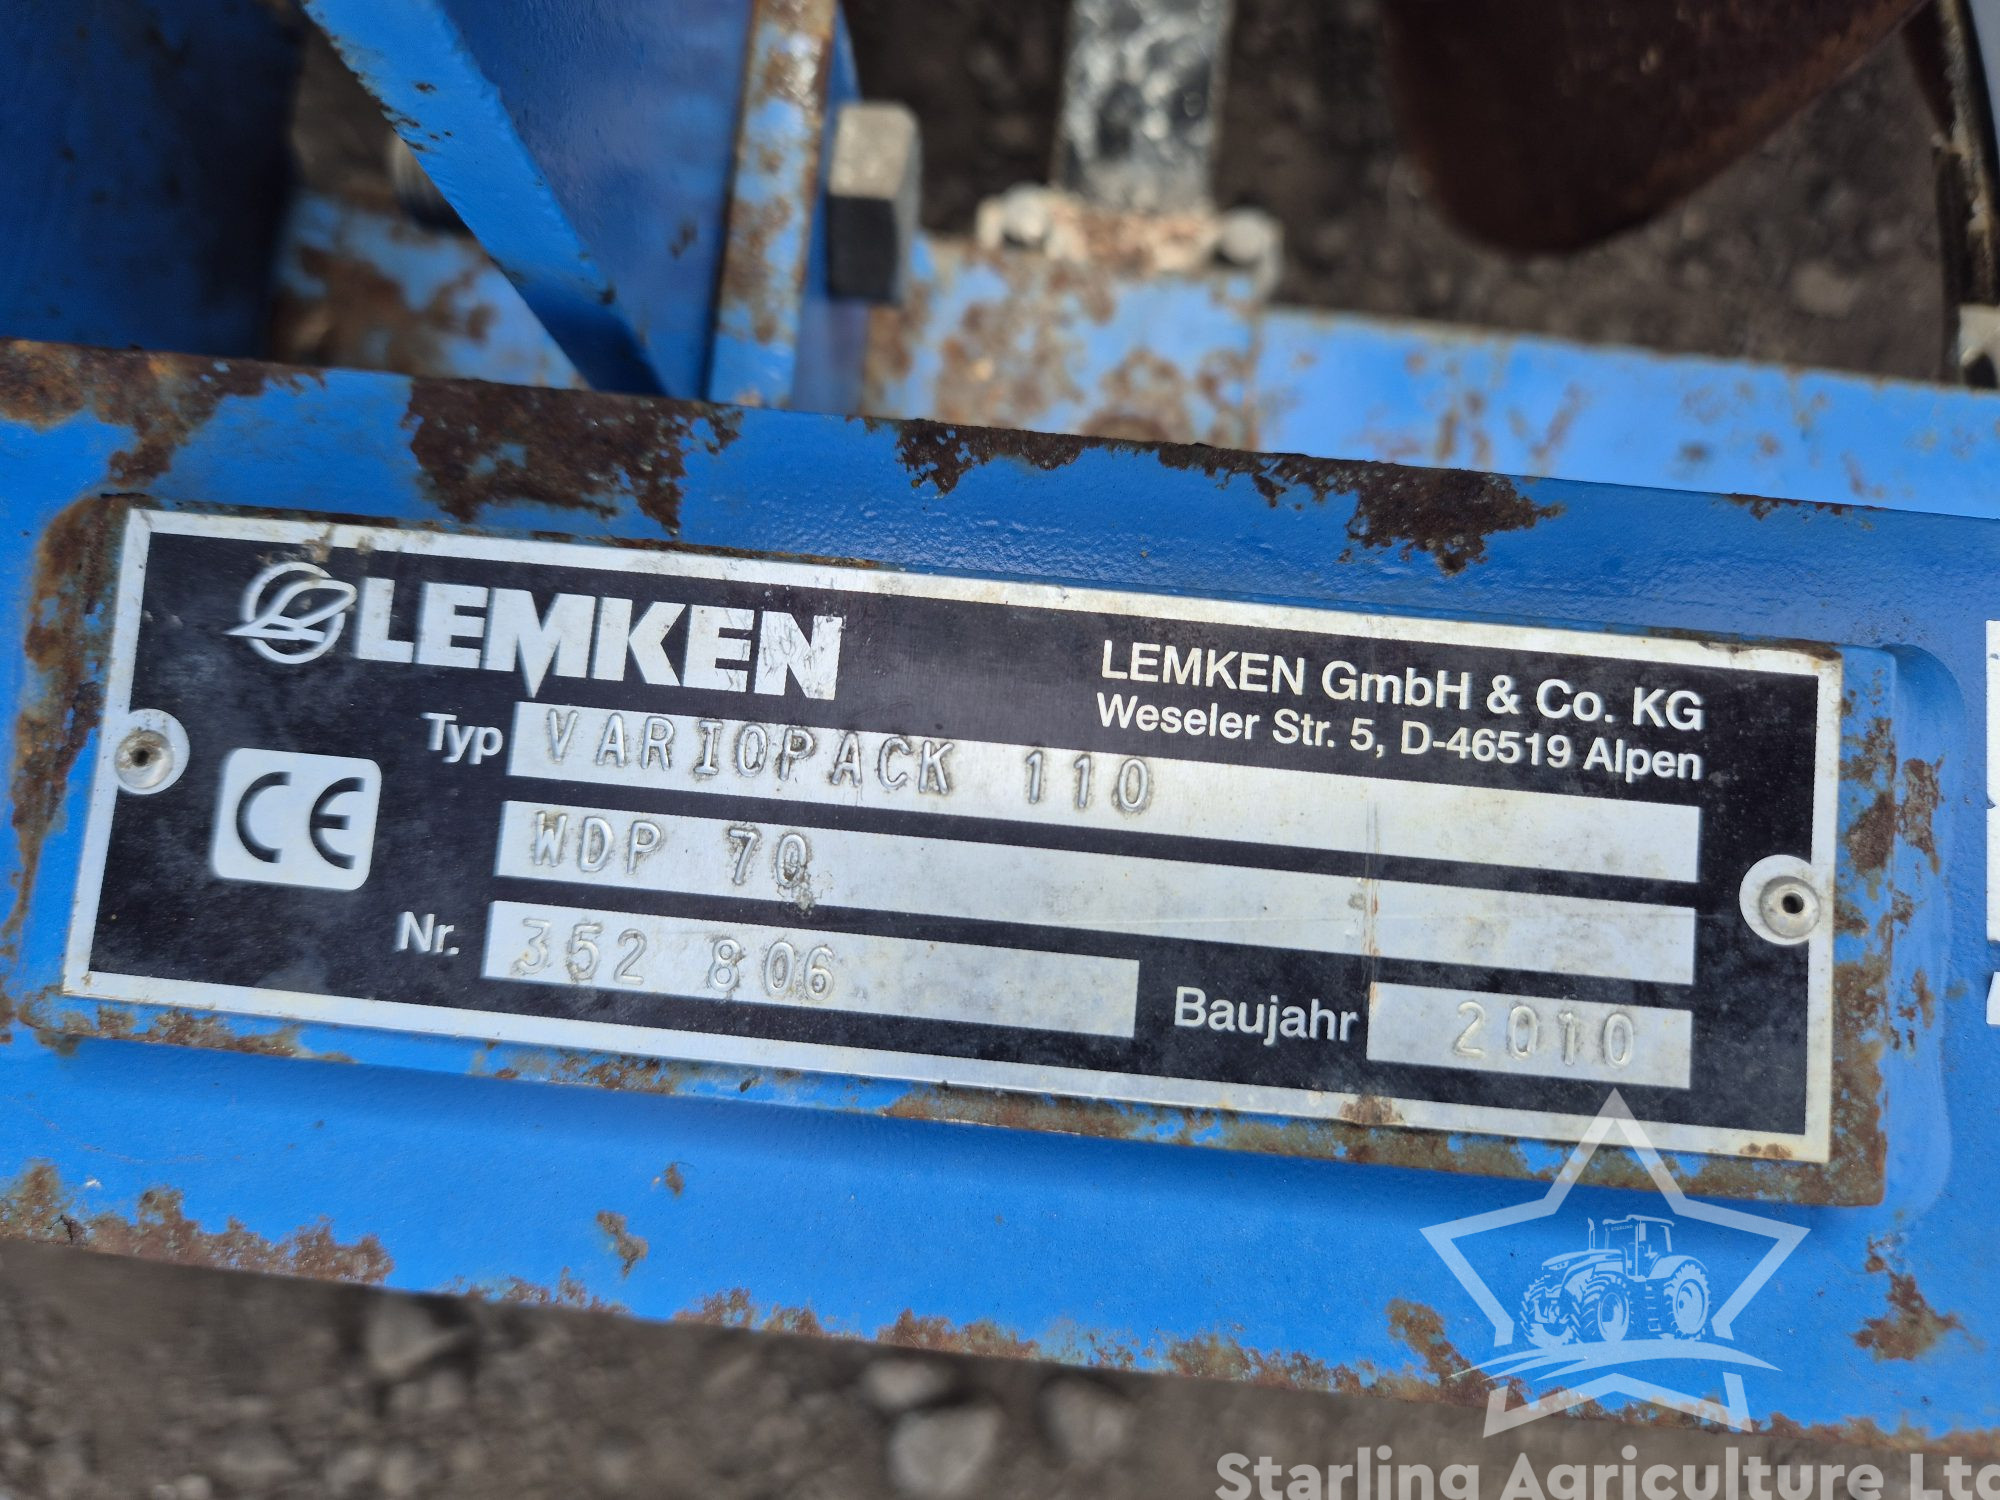 LEMKEN
LEMKEN GmbH & Co. KG
Weseler Str. 5, D-46519 Alpen
Typ VARIOPACK 110
CE WDP 70
Nr. 352 806
Baujahr 2010
Starling Agriculture Ltd